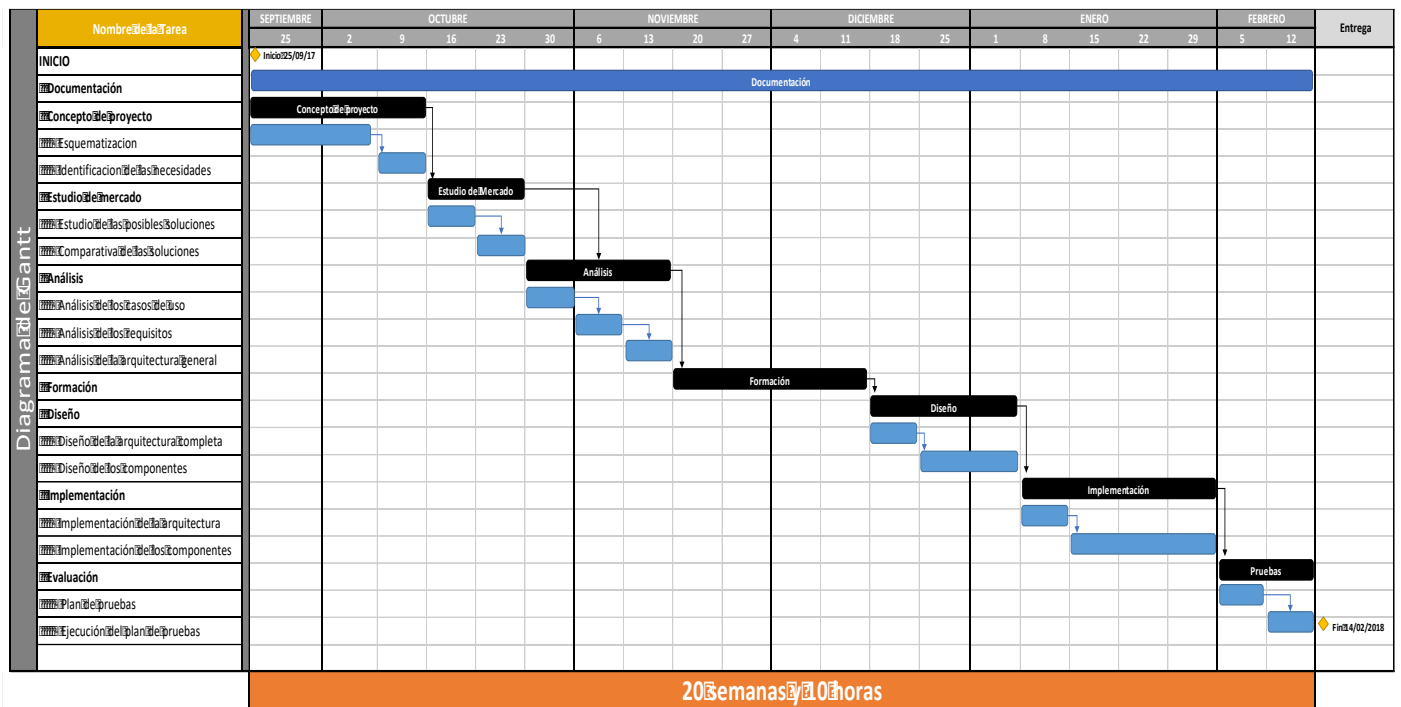 Diagrama de Gantt
Nombre de la Tarea
SEPTIEMBRE OCTUBRE NOVIEMBRE DICIEMBRE ENERO FEBRERO
Entrega
25 2 9 16 23 30 6 13 20 27 4 11 18 25 1 8 15 22 29 5 12
INICIO
Inicio 25/09/17
Documentación
Documentación
Concepto de proyecto
Concepto de proyecto
Esquematizacion
Identificacion de las necesidades
Estudio de mercado
Estudio de Mercado
Estudio de las posibles soluciones
Comparativa de las soluciones
Análisis
Análisis
Análisis de los casos de uso
Análisis de los requisitos
Análisis de la arquitectura general
Formación
Formación
Diseño
Diseño
Diseño de la arquitectura completa
Diseño de los componentes
Implementación
Implementación
Implementación de la arquitectura
Implementación de los componentes
Evaluación
Pruebas
Plan de pruebas
Ejecución del plan de pruebas
Fin 14/02/2018
20 semanas y 10 horas